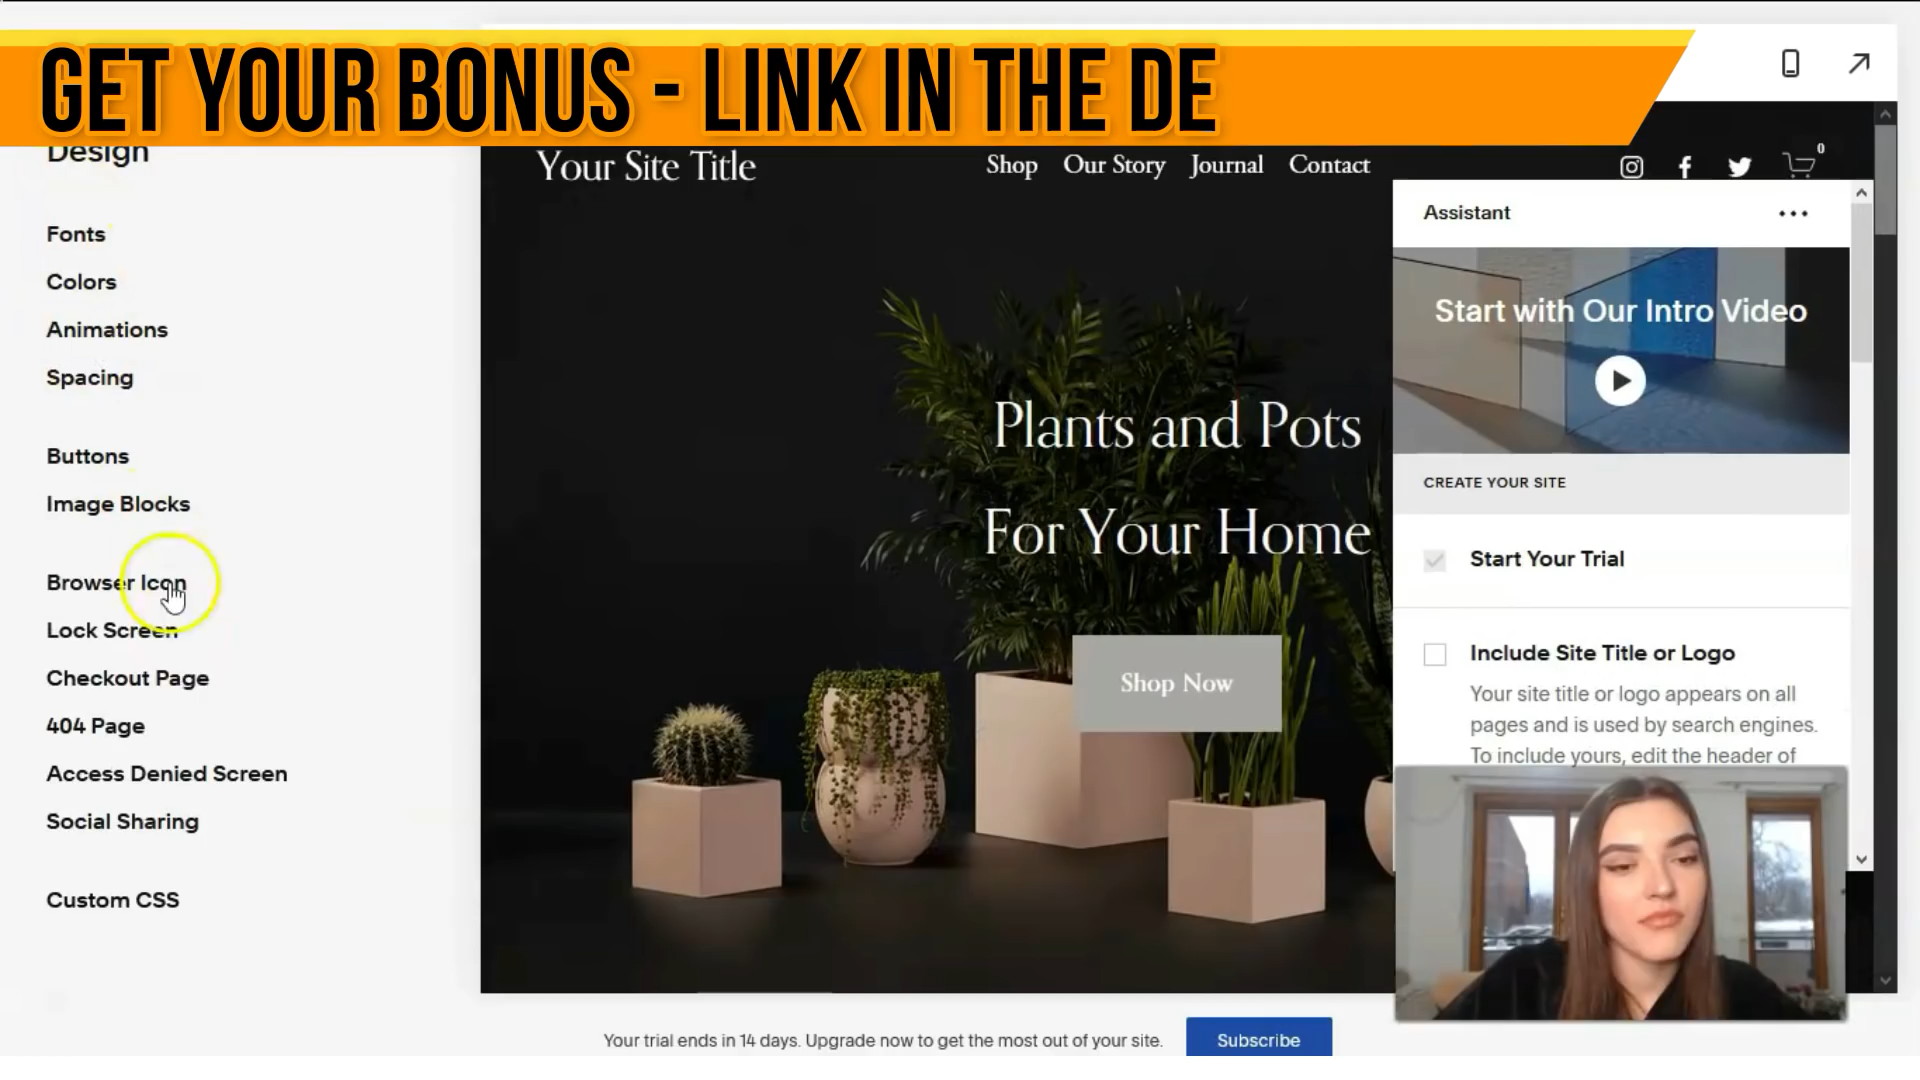 GET YOUR BONUS - LINK IN THE DE
Design
Fonts
Colors
Animations
Spacing
Buttons
Image Blocks
Browser Icon
Lock Screen
Checkout Page
404 Page
Access Denied Screen
Social Sharing
Custom CSS
Your Site Title
Shop
Our Story
Journal
Contact
0
Plants and Pots
For Your Home
Shop Now
Assistant
Start with Our Intro Video
CREATE YOUR SITE
Start Your Trial
Include Site Title or Logo
Your site title or logo appears on all
pages and is used by search engines.
To include yours, edit the header of
Your trial ends in 14 days. Upgrade now to get the most out of your site.
Subscribe